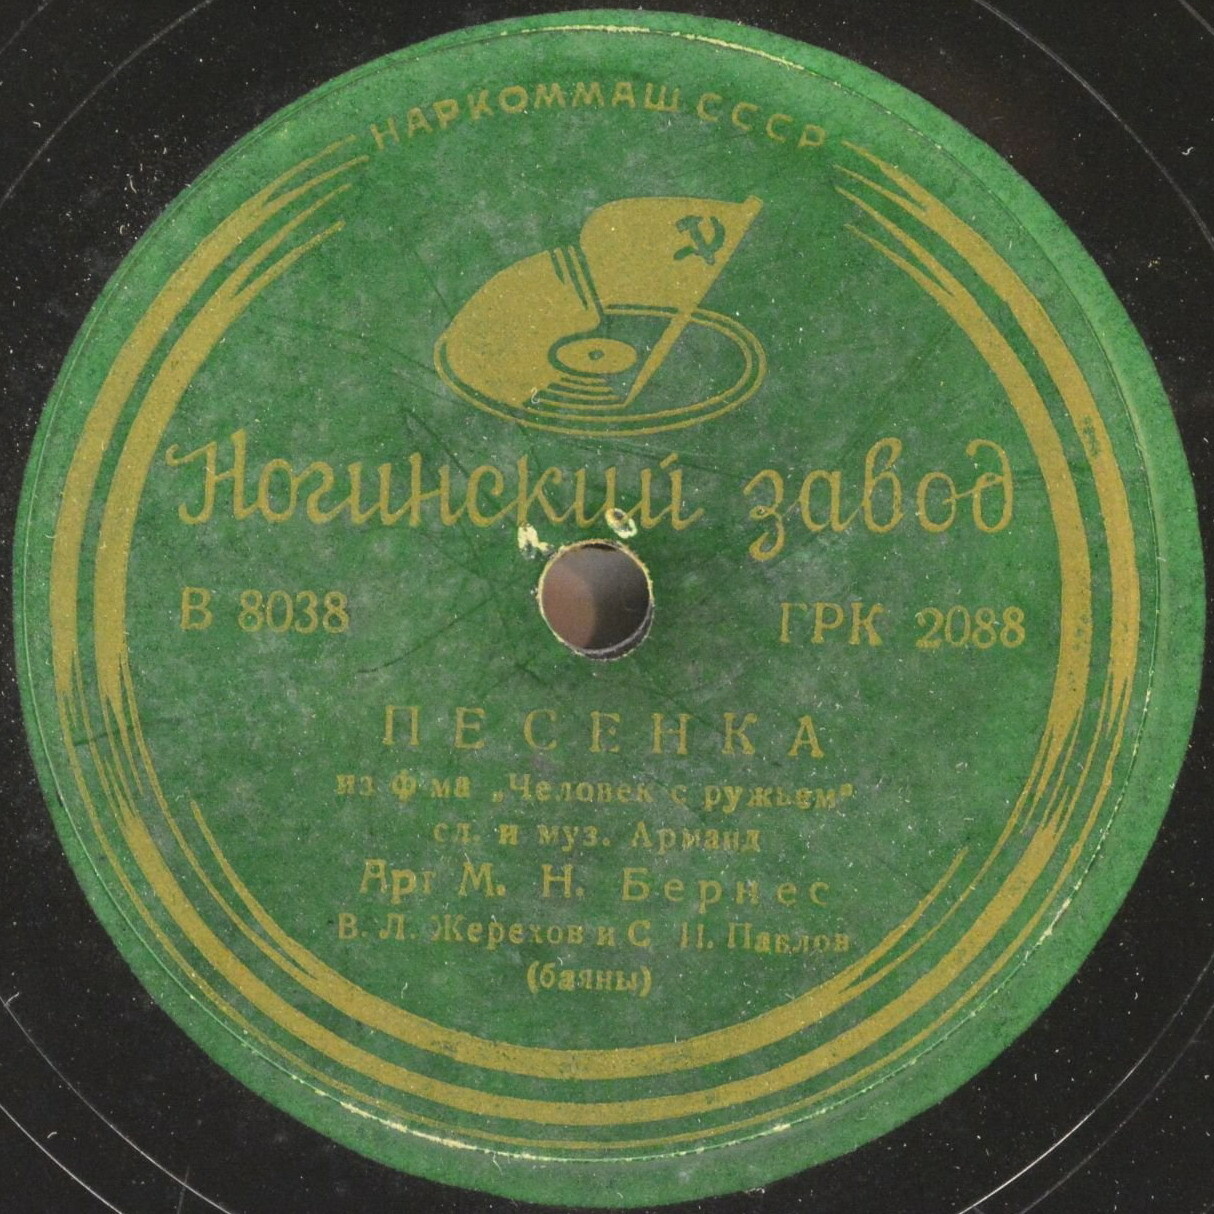 НАРКОММАШ СССР
Ногинский завод
В 8038
ГРК 2088
ПЕСЕНКА
из ф-ма „Человек с ружьем"
сл. и муз. Арманд
Арт М. Н. Бернес
В. Л. Жерехов и С. Н. Павлов
(баяны)